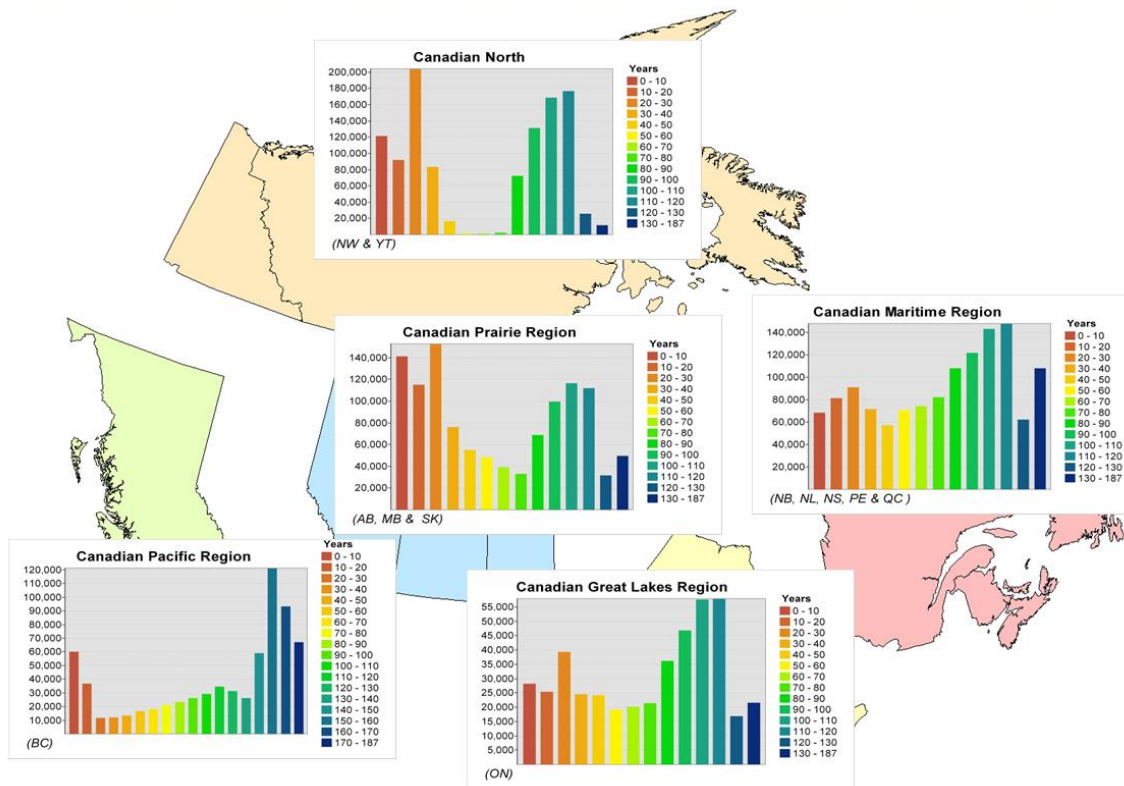 Canadian North
Years
200,000
180,000
160,000
140,000
120,000
100,000
80,000
60,000
40,000
20,000
0 - 10
10 - 20
20 - 30
30 - 40
40 - 50
50 - 60
60 - 70
70 - 80
80 - 90
90 - 100
100 - 110
110 - 120
120 - 130
130 - 187
(NW & YT)
Canadian Prairie Region
Years
140,000
120,000
100,000
80,000
60,000
40,000
20,000
0 - 10
10 - 20
20 - 30
30 - 40
40 - 50
50 - 60
60 - 70
70 - 80
80 - 90
90 - 100
100 - 110
110 - 120
120 - 130
130 - 187
(AB, MB & SK)
Canadian Maritime Region
Years
140,000
120,000
100,000
80,000
60,000
40,000
20,000
0 - 10
10 - 20
20 - 30
30 - 40
40 - 50
50 - 60
60 - 70
70 - 80
80 - 90
90 - 100
100 - 110
110 - 120
120 - 130
130 - 187
(NB, NL, NS, PE & QC )
Canadian Pacific Region
Years
120,000
110,000
100,000
90,000
80,000
70,000
60,000
50,000
40,000
30,000
20,000
10,000
0 - 10
10 - 20
20 - 30
30 - 40
40 - 50
50 - 60
60 - 70
70 - 80
80 - 90
90 - 100
100 - 110
110 - 120
120 - 130
130 - 140
140 - 150
150 - 160
160 - 170
170 - 187
(BC)
Canadian Great Lakes Region
Years
55,000
50,000
45,000
40,000
35,000
30,000
25,000
20,000
15,000
10,000
5,000
0 - 10
10 - 20
20 - 30
30 - 40
40 - 50
50 - 60
60 - 70
70 - 80
80 - 90
90 - 100
100 - 110
110 - 120
120 - 130
130 - 187
(ON)